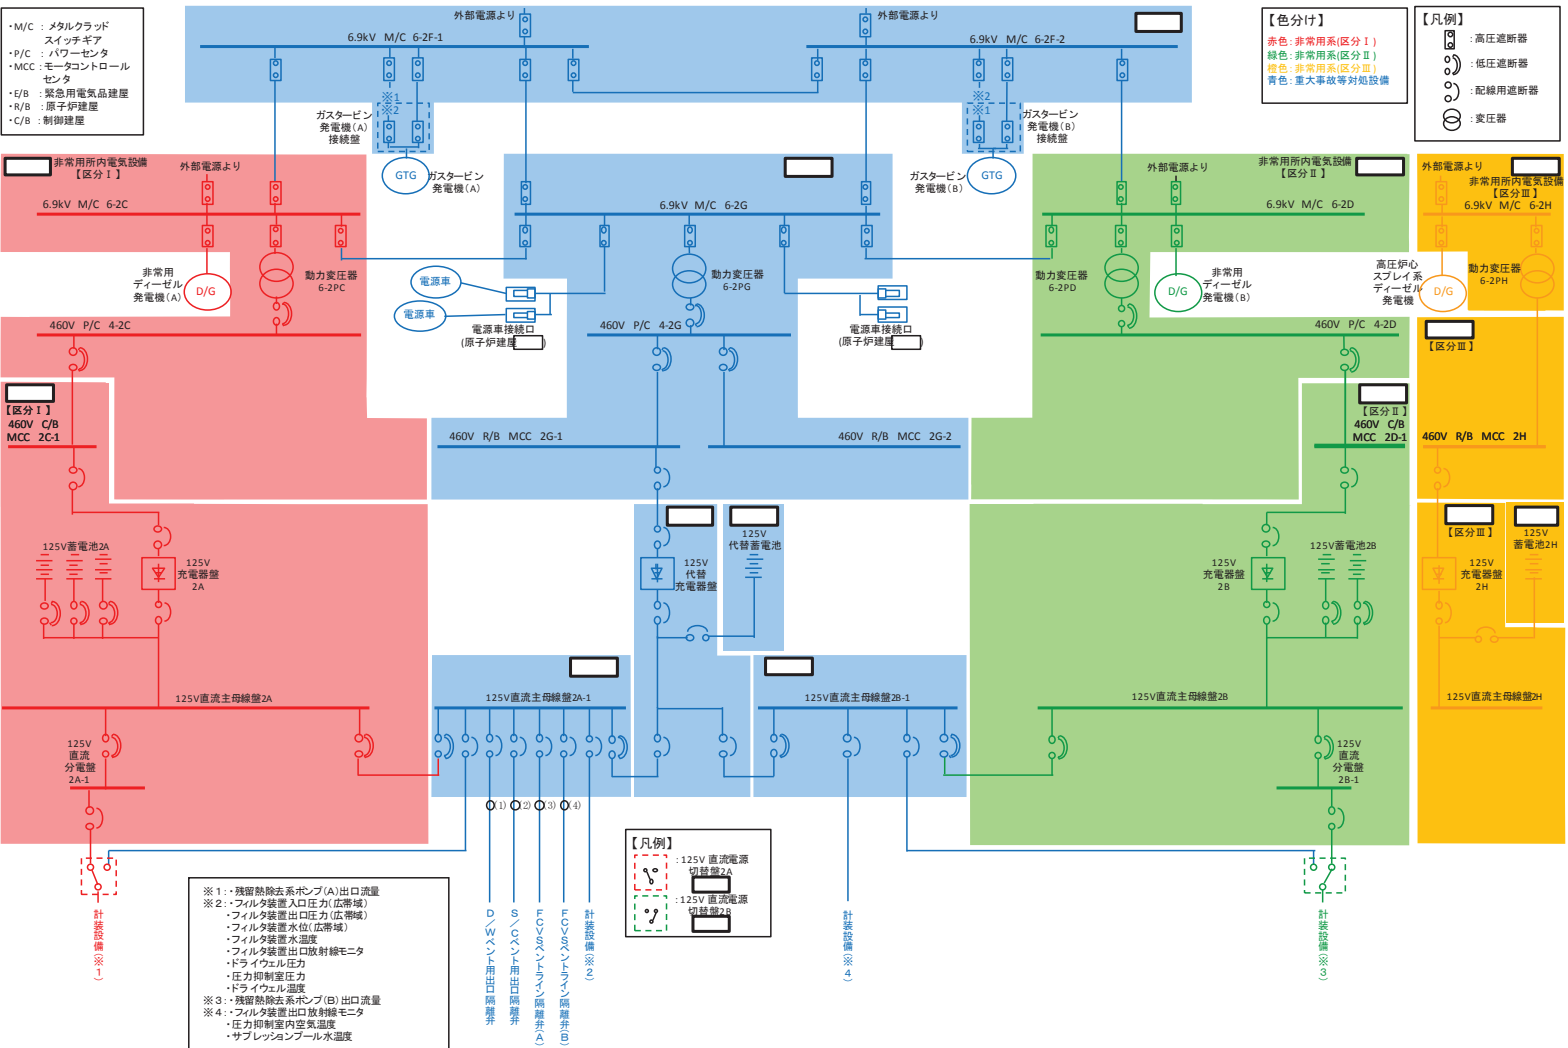 ・M/C ： メタルクラッド
スイッチギア
・P/C ： パワーセンタ
・MCC：モータコントロール
センタ
・E/B ：緊急用電気品建屋
・R/B ：原子炉建屋
・C/B ：制御建屋
外部電源より
6.9kV M/C 6-2F-1
外部電源より
6.9kV M/C 6-2F-2
※1
※2
ガスタービン
発電機(A)
接続盤
GTG
ガスタービン
発電機(A)
※2
※1
ガスタービン
発電機(B)
接続盤
GTG
ガスタービン
発電機(B)
【色分け】
赤色：非常用系(区分Ⅰ)
緑色：非常用系(区分Ⅱ)
橙色：非常用系(区分Ⅲ)
青色：重大事故等対処設備
【凡例】
：高圧遮断器
：低圧遮断器
：配線用遮断器
：変圧器
非常用所内電気設備
【区分Ⅰ】
外部電源より
6.9kV M/C 6-2C
非常用
ディーゼル
発電機(A)
D/G
動力変圧器
6-2PC
460V P/C 4-2C
6.9kV M/C 6-2G
電源車
電源車
電源車接続口
(原子炉建屋 )
動力変圧器
6-2PG
460V P/C 4-2G
電源車接続口
(原子炉建屋 )
外部電源より
非常用所内電気設備
【区分Ⅱ】
6.9kV M/C 6-2D
動力変圧器
6-2PD
D/G
非常用
ディーゼル
発電機(B)
460V P/C 4-2D
外部電源より
非常用所内電気設備
【区分Ⅲ】
6.9kV M/C 6-2H
高圧炉心
スプレイ系
ディーゼル
発電機
D/G
動力変圧器
6-2PH
【区分Ⅲ】
【区分Ⅰ】
460V C/B
MCC 2C-1
460V R/B MCC 2G-1
460V R/B MCC 2G-2
【区分Ⅱ】
460V C/B
MCC 2D-1
460V R/B MCC 2H
125V蓄電池2A
125V
充電器盤
2A
125V
代替
充電器盤
125V
代替蓄電池
125V
充電器盤
2B
125V蓄電池2B
【区分Ⅲ】
125V
充電器盤
2H
125V
蓄電池2H
125V直流主母線盤2A
125V直流主母線盤2A-1
125V直流主母線盤2B-1
125V直流主母線盤2B
125V直流主母線盤2H
125V
直流
分電盤
2A-1
125V
直流
分電盤
2B-1
(1)
(2)
(3)
(4)
計装設備(※1)
D/Wベント用出口隔離弁
S/Cベント用出口隔離弁
FCVSベントライン隔離弁(A)
FCVSベントライン隔離弁(B)
計装設備(※2)
計装設備(※4)
計装設備(※3)
【凡例】
：125V 直流電源
切替盤2A
：125V 直流電源
切替盤2B
※1：・残留熱除去系ポンプ(A)出口流量
※2：・フィルタ装置入口圧力(広帯域)
・フィルタ装置出口圧力(広帯域)
・フィルタ装置水位(広帯域)
・フィルタ装置水温度
・フィルタ装置出口放射線モニタ
・ドライウェル圧力
・圧力抑制室圧力
・ドライウェル温度
※3：・残留熱除去系ポンプ(B)出口流量
※4：・フィルタ装置出口放射線モニタ
・圧力抑制室内空気温度
・サプレッションプール水温度